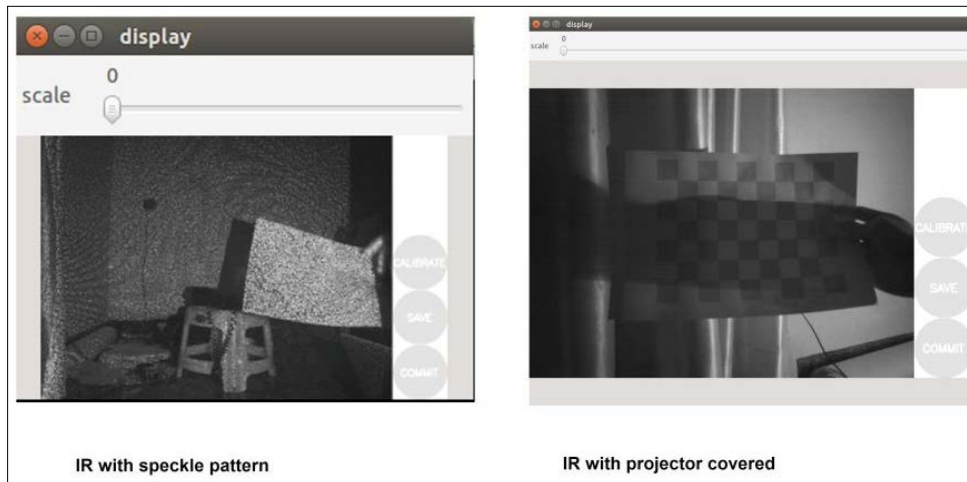 display
0
scale
CALIBRATE
SAVE
COMMIT
IR with speckle pattern
display
0
scale
CALIBRATE
SAVE
COMMIT
IR with projector covered